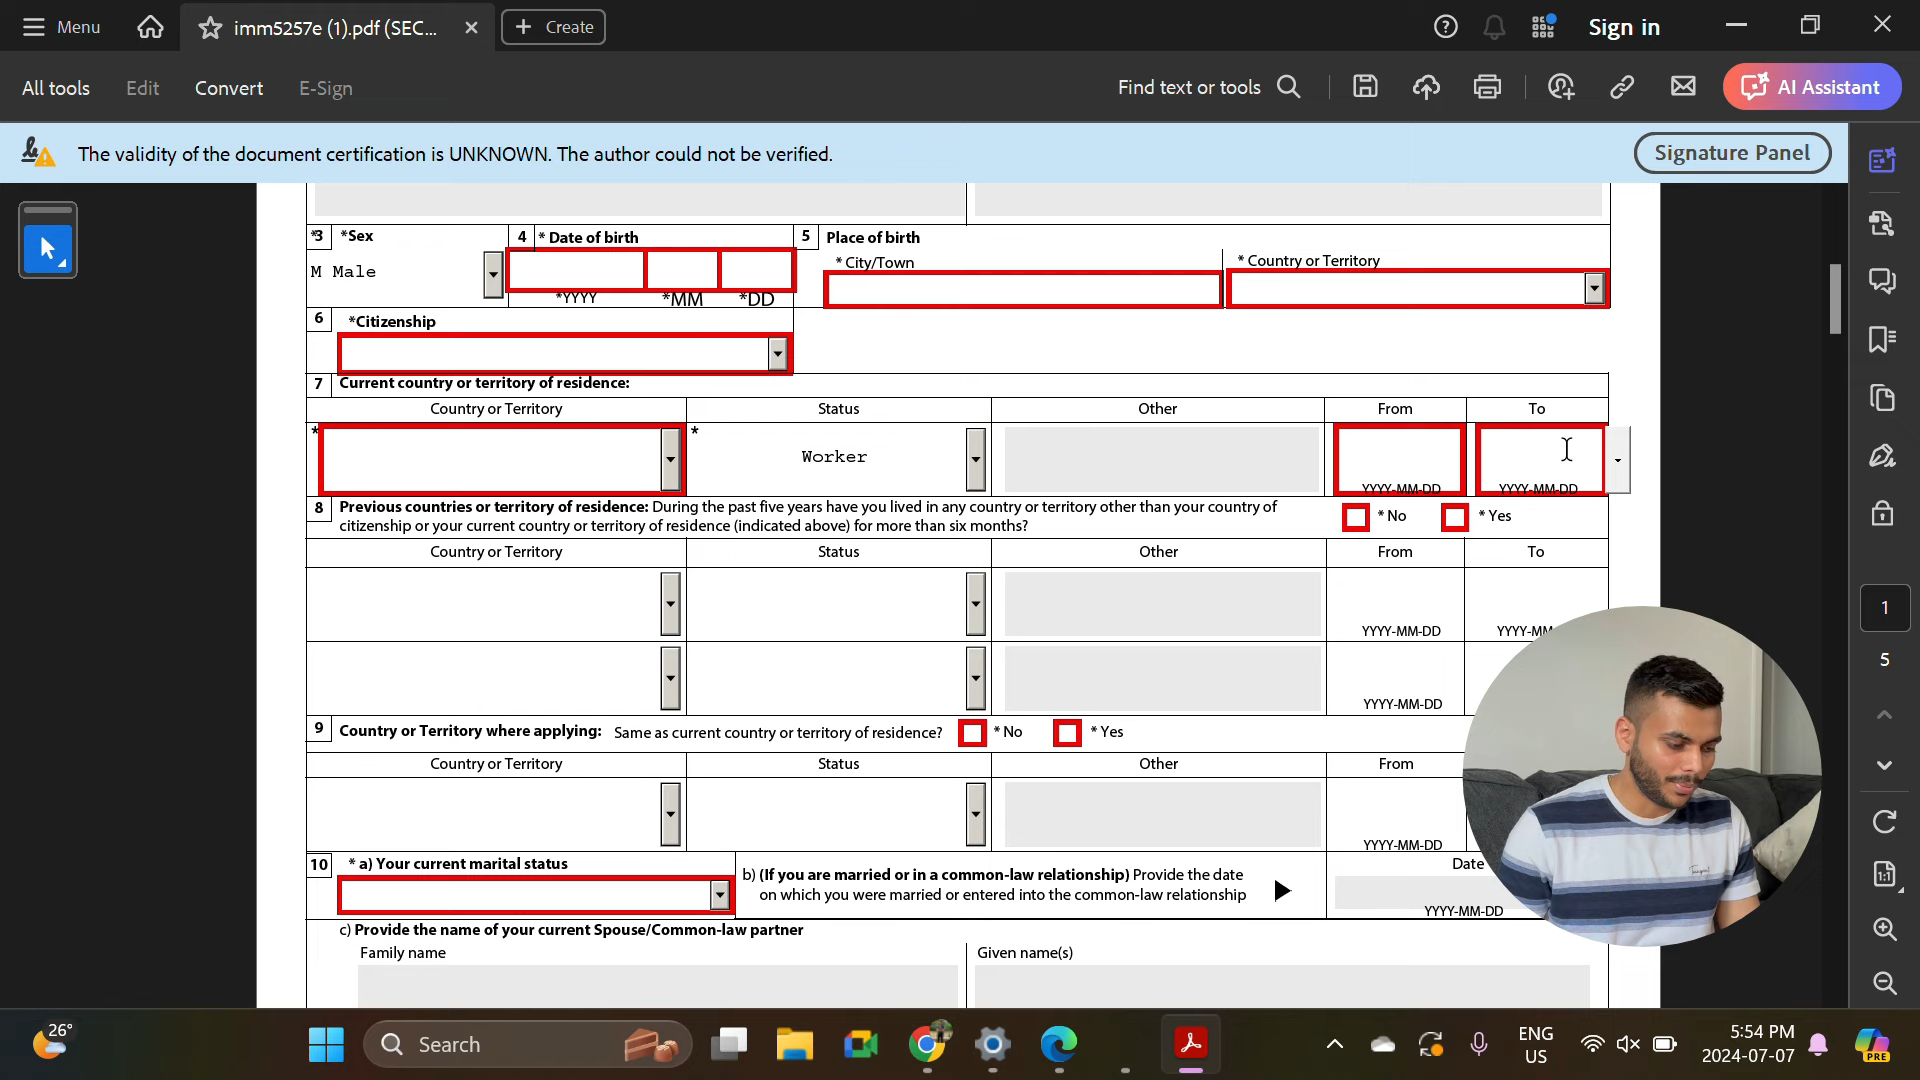 Menu
imm5257e (1).pdf (SEC...
Create
Sign in
All tools
Edit
Convert
E-Sign
Find text or tools
AI Assistant
The validity of the document certification is UNKNOWN. The author could not be verified.
Signature Panel
*3 *Sex
4 * Date of birth
5 Place of birth
M Male
* City/Town
* Country or Territory
*YYYY *MM *DD
6 *Citizenship
7 Current country or territory of residence:
Country or Territory Status Other From To
* * Worker
YYYY-MM-DD YYYY-MM-DD
8 Previous countries or territory of residence: During the past five years have you lived in any country or territory other than your country of
citizenship or your current country or territory of residence (indicated above) for more than six months?
* No * Yes
Country or Territory Status Other From To
YYYY-MM-DD YYYY-MM
YYYY-MM-DD
9 Country or Territory where applying: Same as current country or territory of residence? * No * Yes
Country or Territory Status Other From
YYYY-MM-DD
10 * a) Your current marital status
b) (If you are married or in a common-law relationship) Provide the date
on which you were married or entered into the common-law relationship
Date
YYYY-MM-DD
c) Provide the name of your current Spouse/Common-law partner
Family name Given name(s)
1
5
1:1
26°
Search
ENG
US
5:54 PM
2024-07-07
PRE